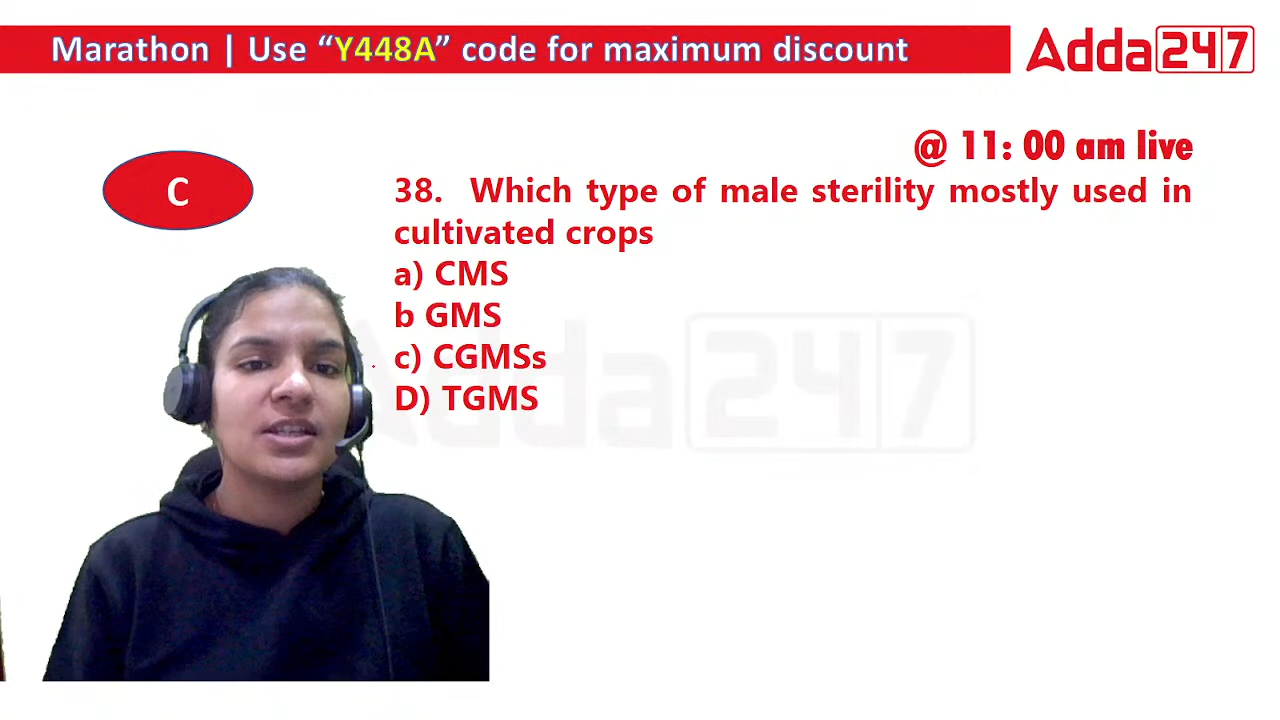 Marathon | Use “Y448A” code for maximum discount
Adda247
@ 11: 00 am live
C
38. Which type of male sterility mostly used in
cultivated crops
a) CMS
b GMS
c) CGMSs
D) TGMS
Adda247